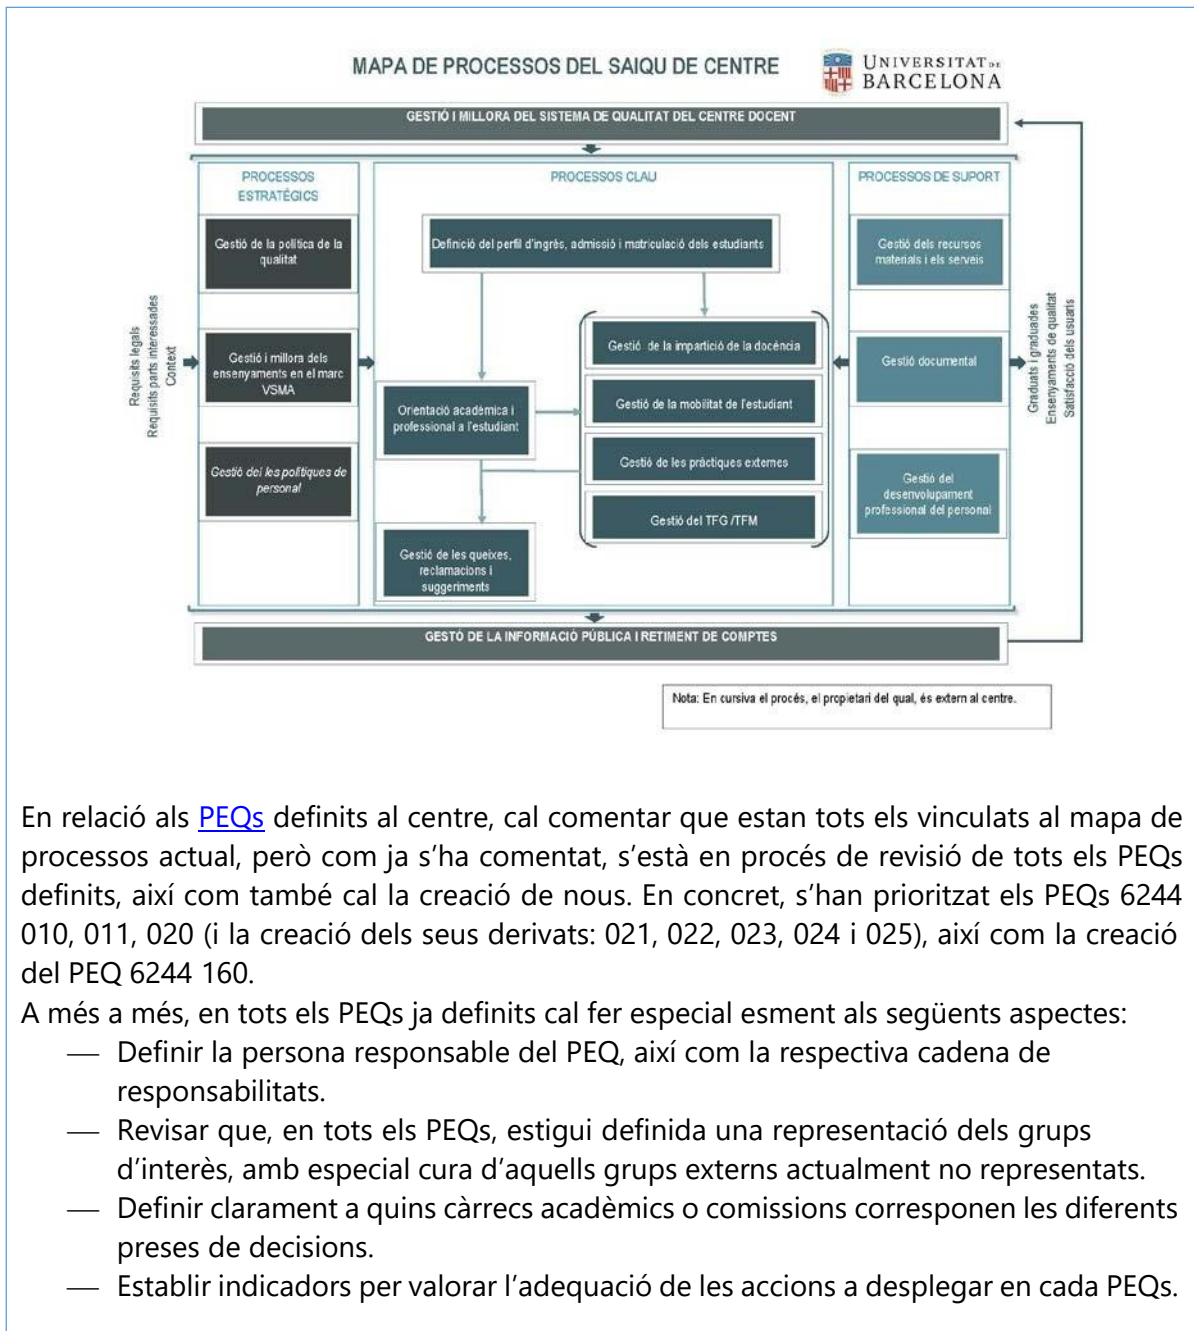 MAPA DE PROCESSOS DEL SAIQU DE CENTRE
UNIVERSITAT DE
BARCELONA
GESTIÓ I MILLORA DEL SISTEMA DE QUALITAT DEL CENTRE DOCENT
PROCESSOS
ESTRATÈGICS
Gestió de la política de la
qualitat
Gestió i millora dels
ensenyaments en el marc
VSMA
Gestió del les polítiques de
personal
Requisits legals
Requisits parts interessades
Context
PROCESSOS CLAU
Definició del perfil d'ingrés, admissió i matriculació dels estudiants
Gestió de la impartició de la docència
Orientació acadèmica i
professional a l'estudiant
Gestió de la mobilitat de l'estudiant
Gestió de les pràctiques externes
Gestió del TFG /TFM
Gestió de les queixes,
reclamacions i
suggeriments
PROCESSOS DE SUPORT
Gestió dels recursos
materials i els serveis
Gestió documental
Gestió del
desenvolupament
professional del personal
Graduats i graduades
Ensenyaments de qualitat
Satisfacció dels usuaris
GESTÓ DE LA INFORMACIÓ PÚBLICA I RETIMENT DE COMPTES
Nota: En cursiva el procés, el propietari del qual, és extern al centre.
En relació als PEQs definits al centre, cal comentar que estan tots els vinculats al mapa de
processos actual, però com ja s'ha comentat, s'està en procés de revisió de tots els PEQs
definits, així com també cal la creació de nous. En concret, s'han prioritzat els PEQs 6244
010, 011, 020 (i la creació dels seus derivats: 021, 022, 023, 024 i 025), així com la creació
del PEQ 6244 160.
A més a més, en tots els PEQs ja definits cal fer especial esment als següents aspectes:
— Definir la persona responsable del PEQ, així com la respectiva cadena de
responsabilitats.
— Revisar que, en tots els PEQs, estigui definida una representació dels grups
d'interès, amb especial cura d'aquells grups externs actualment no representats.
— Definir clarament a quins càrrecs acadèmics o comissions corresponen les diferents
preses de decisions.
— Establir indicadors per valorar l'adequació de les accions a desplegar en cada PEQs.